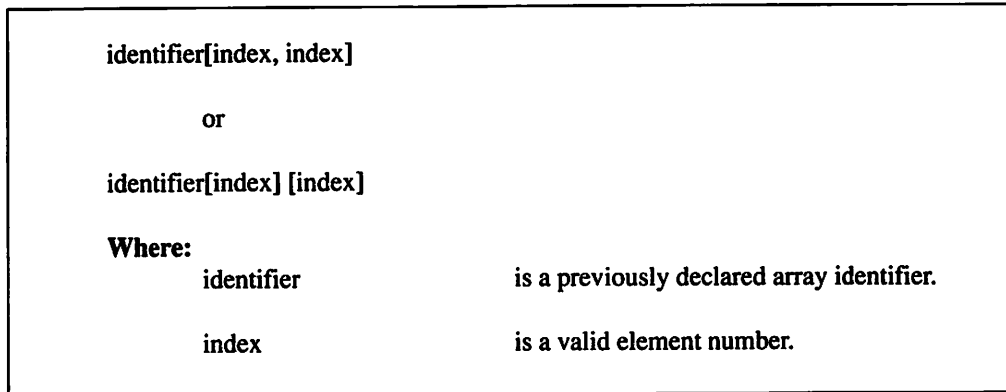 identifier[index, index]
or
identifier[index] [index]
Where:
identifier is a previously declared array identifier.
index is a valid element number.